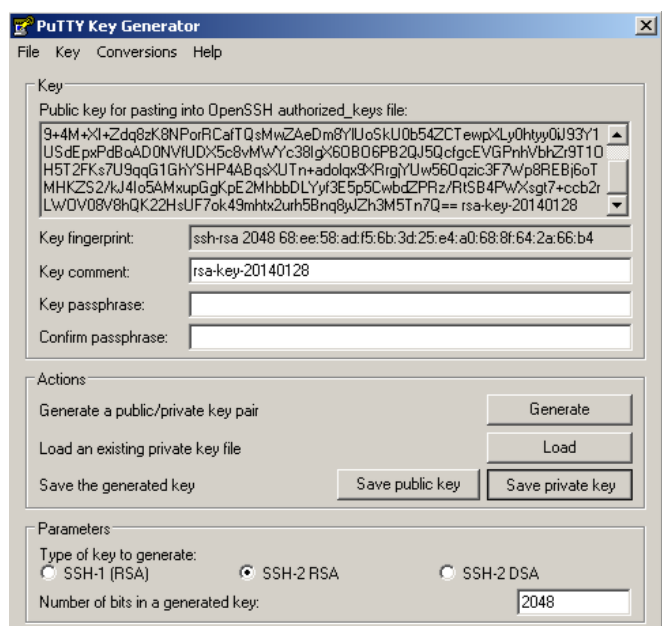 PuTTY Key Generator
File Key Conversions Help
Key
Public key for pasting into OpenSSH authorized_keys file:
9+4M+XI+Zdq8zK8NPorRCafTQsMwZAeDm8YlUoSkU0b54ZCTewpXLy0htyy0iJ93Y1
USdEpxPdBoAD0NVfUDX5c8vMWYc38IgX6OBO6PB2QJ5QcfgcEVGPnhVbhZr9T1O
H5T2FKs7U9qqG1GhYSHP4ABqsXUTn+adolqx9XRrgjYUw56Oqzic3F7Wp8REBj6oT
MHKZS2/kJ4Io5AMxupGgKpE2MhbbDLYyf3E5p5CwbdZPRz/RtSB4PWXsgt7+ccb2r
LWOV08V8hQK22HsUF7ok49mhtx2urh5Bnq8yJZh3M5Tn7Q== rsa-key-20140128
Key fingerprint: ssh-rsa 2048 68:ee:58:ad:f5:6b:3d:25:e4:a0:68:8f:64:2a:66:b4
Key comment: rsa-key-20140128
Key passphrase:
Confirm passphrase:
Actions
Generate a public/private key pair Generate
Load an existing private key file Load
Save the generated key Save public key Save private key
Parameters
Type of key to generate:
SSH-1 (RSA) SSH-2 RSA SSH-2 DSA
Number of bits in a generated key: 2048